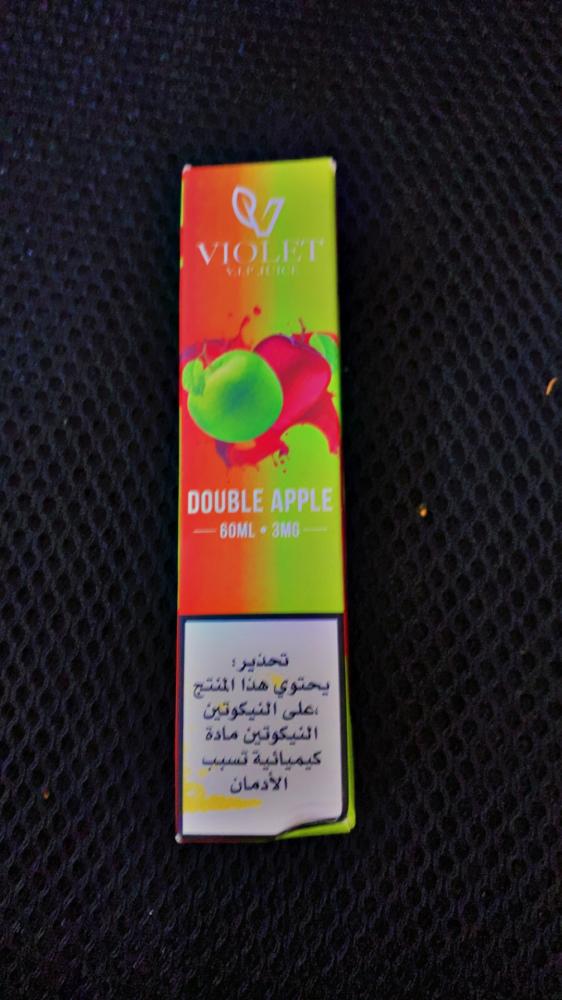 VIOLET
V.I.P JUICE
DOUBLE APPLE
60ML • 3MG
تحذير:
يحتوي هذا المنتج
على النيكوتين،
النيكوتين مادة
كيميائية تسبب
الأدمان